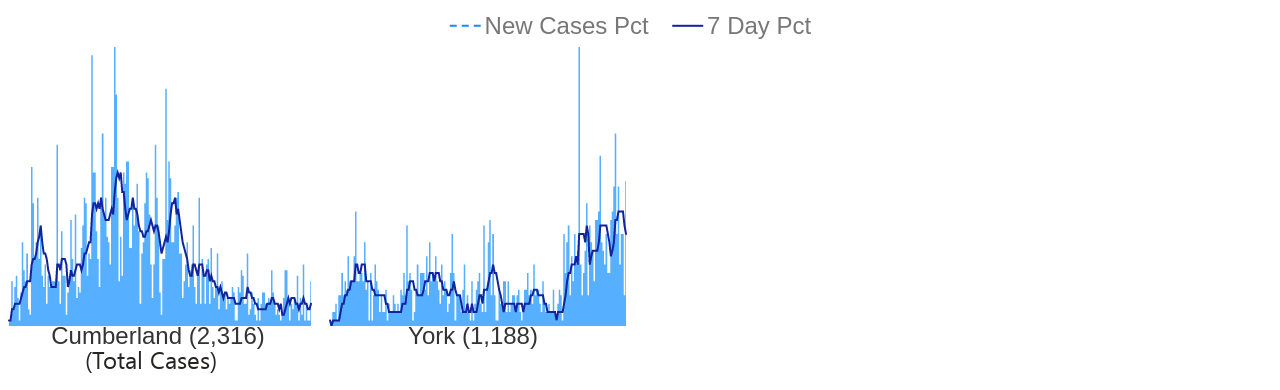 New Cases Pct 7 Day Pct
Cumberland (2,316) York (1,188)
(Total Cases)